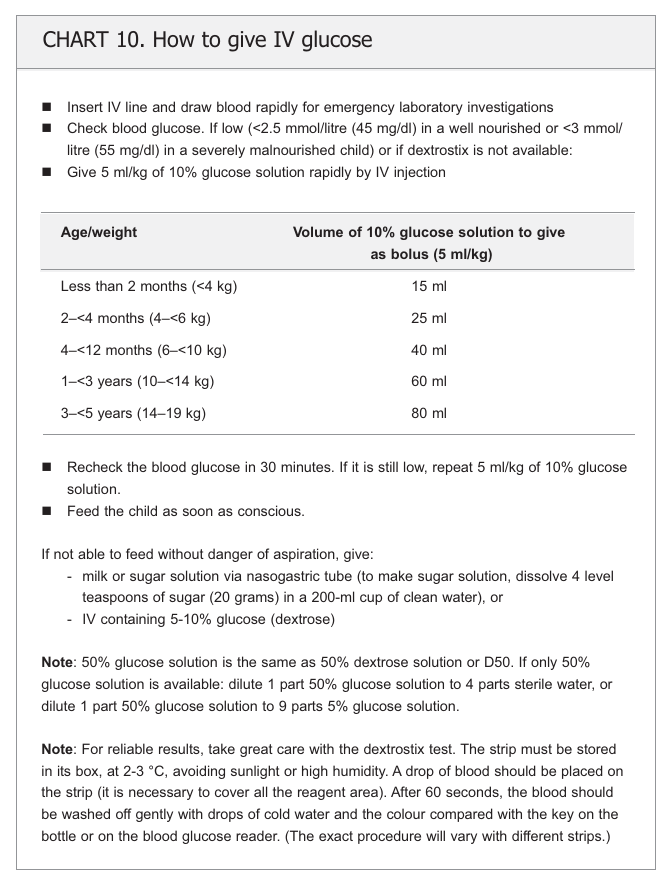 CHART 10. How to give IV glucose
■ Insert IV line and draw blood rapidly for emergency laboratory investigations
■ Check blood glucose. If low (<2.5 mmol/litre (45 mg/dl) in a well nourished or <3 mmol/
litre (55 mg/dl) in a severely malnourished child) or if dextrostix is not available:
■ Give 5 ml/kg of 10% glucose solution rapidly by IV injection
Age/weight Volume of 10% glucose solution to give
as bolus (5 ml/kg)
Less than 2 months (<4 kg) 15 ml
2–<4 months (4–<6 kg) 25 ml
4–<12 months (6–<10 kg) 40 ml
1–<3 years (10–<14 kg) 60 ml
3–<5 years (14–19 kg) 80 ml
■ Recheck the blood glucose in 30 minutes. If it is still low, repeat 5 ml/kg of 10% glucose
solution.
■ Feed the child as soon as conscious.
If not able to feed without danger of aspiration, give:
- milk or sugar solution via nasogastric tube (to make sugar solution, dissolve 4 level
teaspoons of sugar (20 grams) in a 200-ml cup of clean water), or
- IV containing 5-10% glucose (dextrose)
Note: 50% glucose solution is the same as 50% dextrose solution or D50. If only 50%
glucose solution is available: dilute 1 part 50% glucose solution to 4 parts sterile water, or
dilute 1 part 50% glucose solution to 9 parts 5% glucose solution.
Note: For reliable results, take great care with the dextrostix test. The strip must be stored
in its box, at 2-3 °C, avoiding sunlight or high humidity. A drop of blood should be placed on
the strip (it is necessary to cover all the reagent area). After 60 seconds, the blood should
be washed off gently with drops of cold water and the colour compared with the key on the
bottle or on the blood glucose reader. (The exact procedure will vary with different strips.)